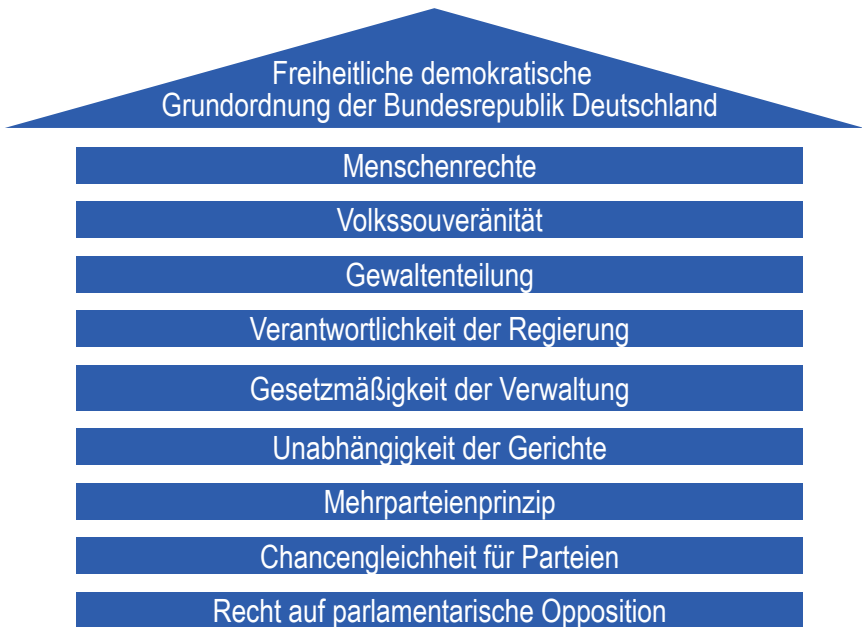 Freiheitliche demokratische
Grundordnung der Bundesrepublik Deutschland
Menschenrechte
Volkssouveränität
Gewaltenteilung
Verantwortlichkeit der Regierung
Gesetzmäßigkeit der Verwaltung
Unabhängigkeit der Gerichte
Mehrparteienprinzip
Chancengleichheit für Parteien
Recht auf parlamentarische Opposition